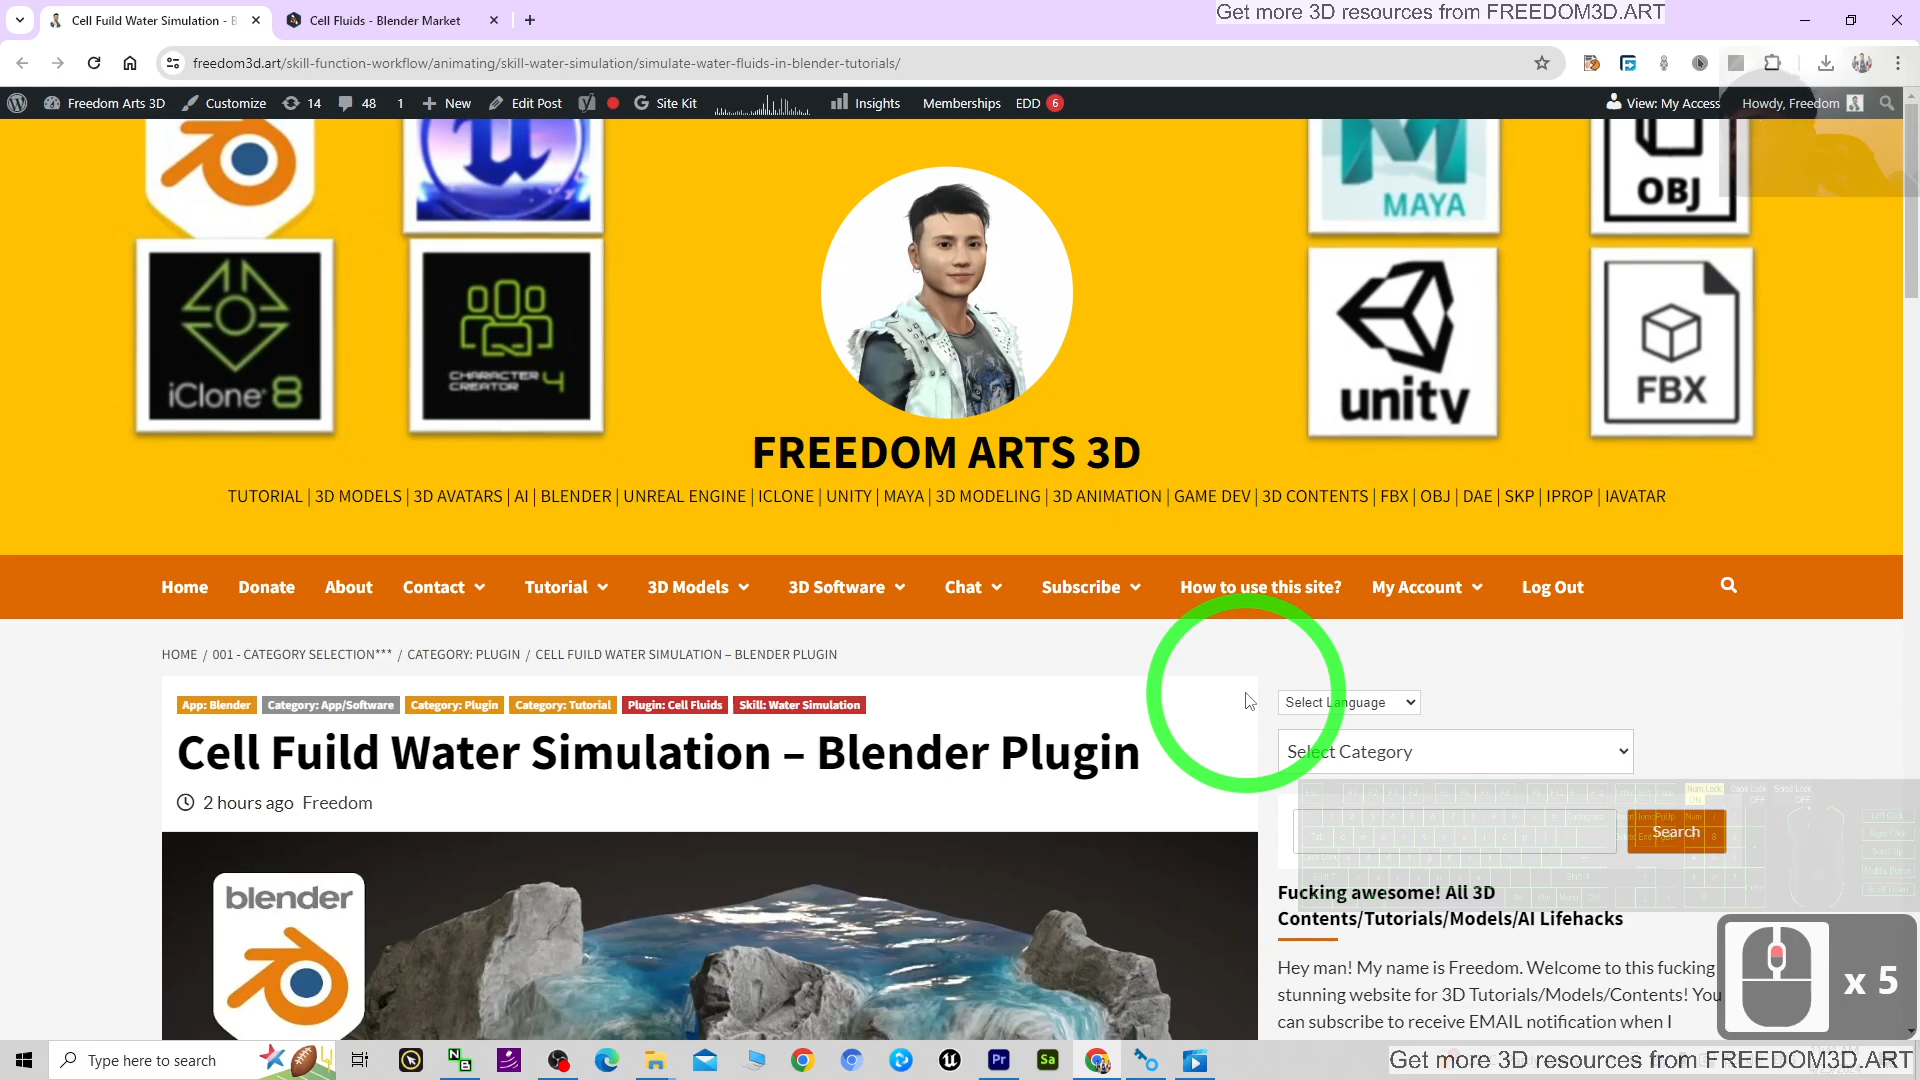 Cell Fuild Water Simulation - B
Cell Fluids - Blender Market
Get more 3D resources from FREEDOM3D.ART
freedom3d.art/skill-function-workflow/animating/skill-water-simulation/simulate-water-fluids-in-blender-tutorials/
Freedom Arts 3D Customize 14 48 1 New Edit Post Site Kit Insights Memberships EDD 6 View: My Access Howdy, Freedom
MAYA
OBJ
iClone 8
CHARACTER CREATOR 4
unity
FBX
FREEDOM ARTS 3D
TUTORIAL | 3D MODELS | 3D AVATARS | AI | BLENDER | UNREAL ENGINE | ICLONE | UNITY | MAYA | 3D MODELING | 3D ANIMATION | GAME DEV | 3D CONTENTS | FBX | OBJ | DAE | SKP | IPROP | IAVATAR
Home Donate About Contact Tutorial 3D Models 3D Software Chat Subscribe How to use this site? My Account Log Out
HOME / 001 - CATEGORY SELECTION*** / CATEGORY: PLUGIN / CELL FUILD WATER SIMULATION – BLENDER PLUGIN
App: Blender Category: App/Software Category: Plugin Category: Tutorial Plugin: Cell Fluids Skill: Water Simulation
Select Language
Cell Fuild Water Simulation – Blender Plugin
Select Category
2 hours ago Freedom
Search
blender
Fucking awesome! All 3D
Contents/Tutorials/Models/AI Lifehacks
Hey man! My name is Freedom. Welcome to this fucking
stunning website for 3D Tutorials/Models/Contents! You
can subscribe to receive EMAIL notification when I
x 5
Type here to search
Get more 3D resources from FREEDOM3D.ART